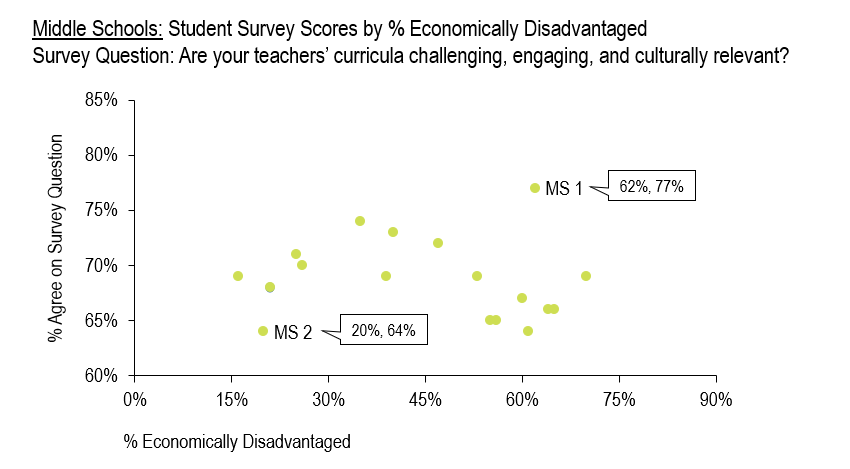 Middle Schools: Student Survey Scores by % Economically Disadvantaged
Survey Question: Are your teachers’ curricula challenging, engaging, and culturally relevant?
% Agree on Survey Question
85%
80%
75%
70%
65%
60%
MS 1
62%, 77%
MS 2
20%, 64%
0%
15%
30%
45%
60%
75%
90%
% Economically Disadvantaged